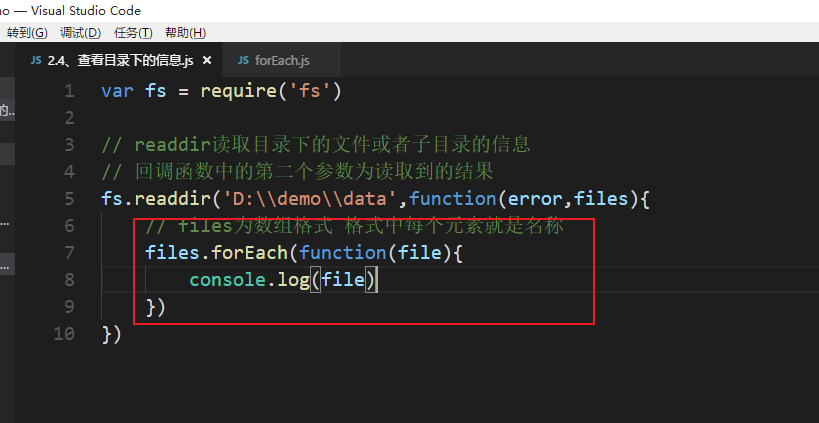 no — Visual Studio Code
转到(G) 调试(D) 任务(T) 帮助(H)
JS 2.4、查看目录下的信息.js × JS forEach.js
的...
1 var fs = require('fs')
2
3 // readdir读取目录下的文件或者子目录的信息
4 // 回调函数中的第二个参数为读取到的结果
5 fs.readdir('D:\\demo\\data',function(error,files){
6 // files为数组格式 格式中每个元素就是名称
7 files.forEach(function(file){
8 console.log(file)
9 })
10 })
...
...